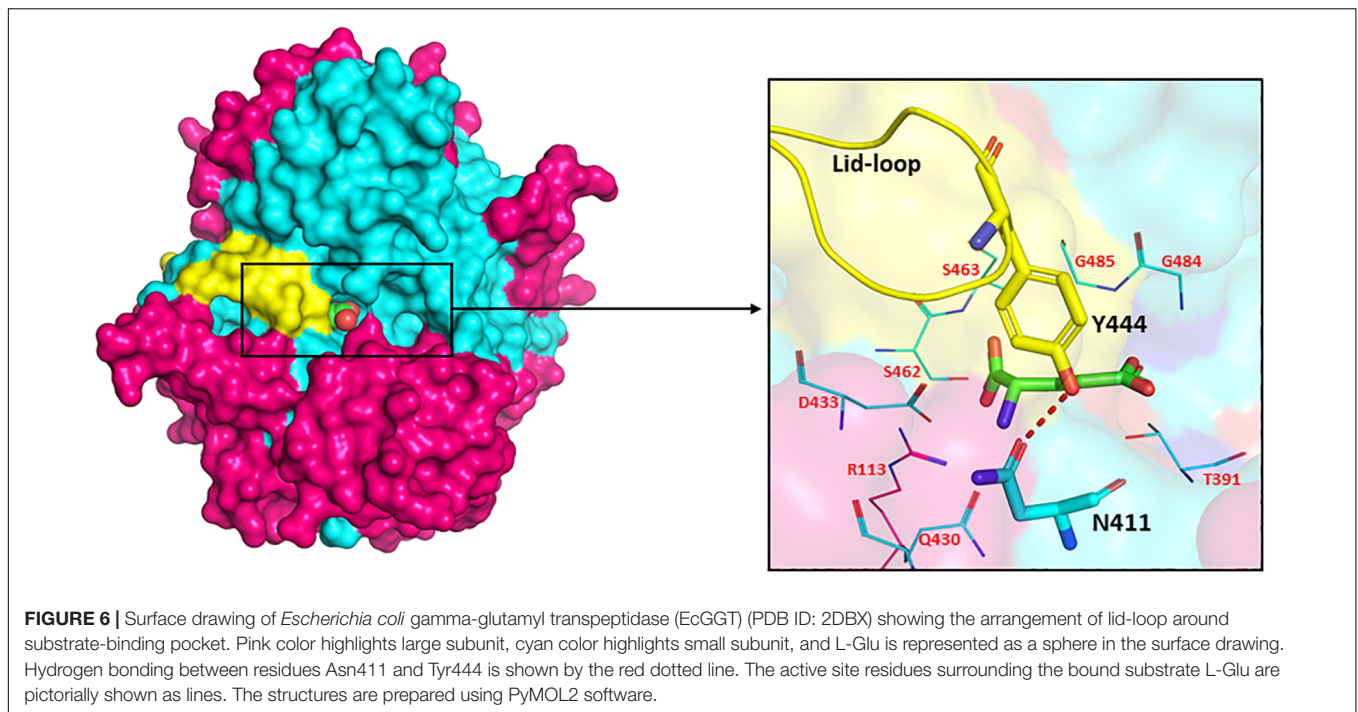 Lid-loop
S463
G485
G484
Y444
S462
D433
R113
T391
Q430
N411
FIGURE 6 | Surface drawing of Escherichia coli gamma-glutamyl transpeptidase (EcGGT) (PDB ID: 2DBX) showing the arrangement of lid-loop around
substrate-binding pocket. Pink color highlights large subunit, cyan color highlights small subunit, and L-Glu is represented as a sphere in the surface drawing.
Hydrogen bonding between residues Asn411 and Tyr444 is shown by the red dotted line. The active site residues surrounding the bound substrate L-Glu are
pictorially shown as lines. The structures are prepared using PyMOL2 software.